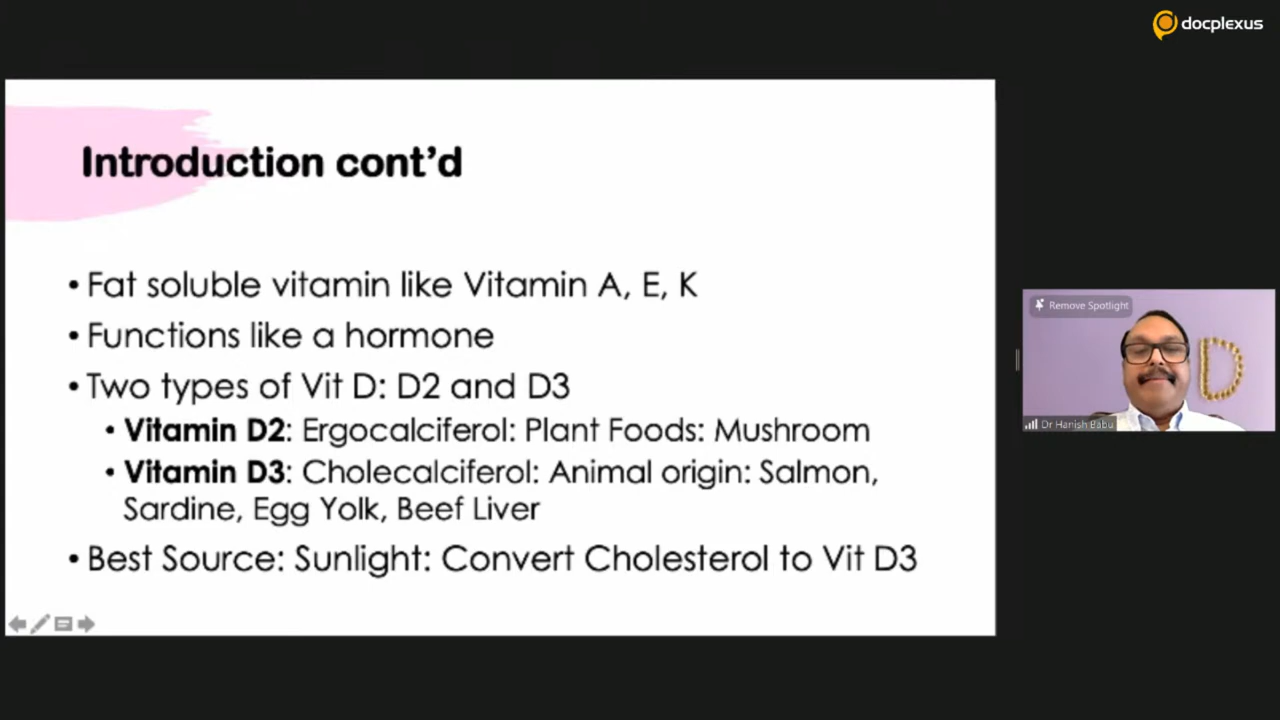 docplexus
Introduction cont’d
• Fat soluble vitamin like Vitamin A, E, K
• Functions like a hormone
• Two types of Vit D: D2 and D3
• Vitamin D2: Ergocalciferol: Plant Foods: Mushroom
• Vitamin D3: Cholecalciferol: Animal origin: Salmon,
Sardine, Egg Yolk, Beef Liver
• Best Source: Sunlight: Convert Cholesterol to Vit D3
Remove Spotlight
D
Dr Hanish Babu